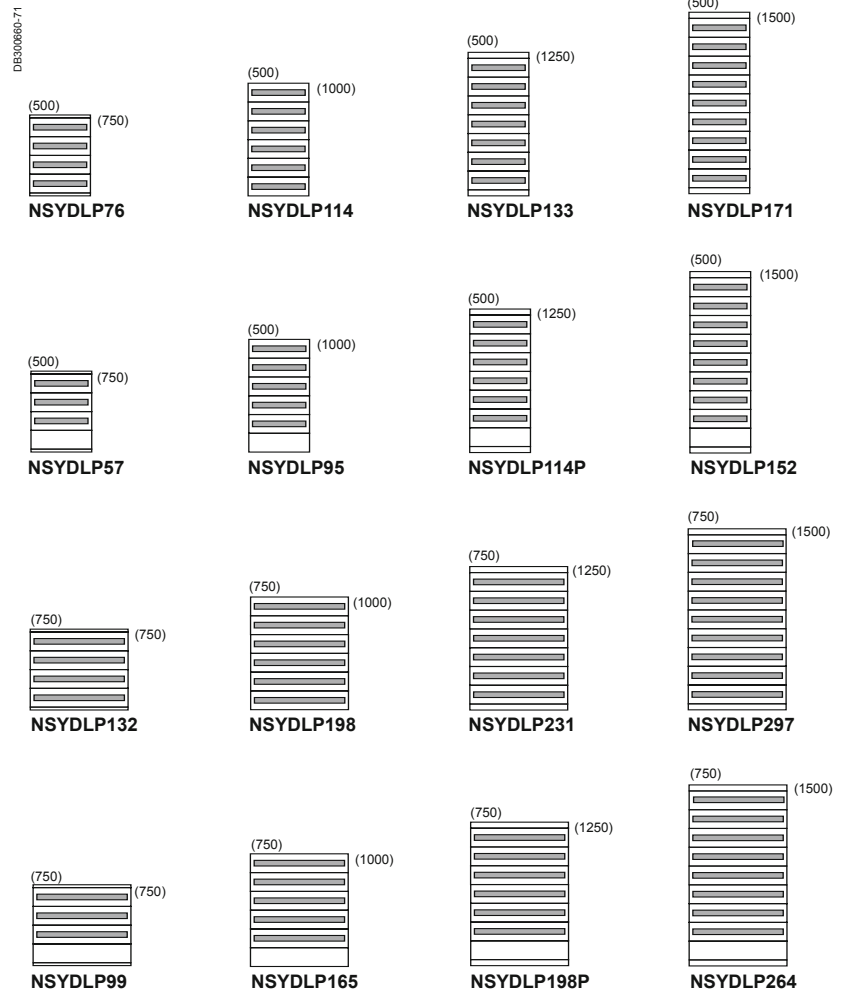 DB300660-71
(500)
(750)
NSYDLP76
(500)
(1000)
NSYDLP114
(500)
(1250)
NSYDLP133
(500)
(1500)
NSYDLP171
(500)
(750)
NSYDLP57
(500)
(1000)
NSYDLP95
(500)
(1250)
NSYDLP114P
(500)
(1500)
NSYDLP152
(750)
(750)
NSYDLP132
(750)
(1000)
NSYDLP198
(750)
(1250)
NSYDLP231
(750)
(1500)
NSYDLP297
(750)
(750)
NSYDLP99
(750)
(1000)
NSYDLP165
(750)
(1250)
NSYDLP198P
(750)
(1500)
NSYDLP264